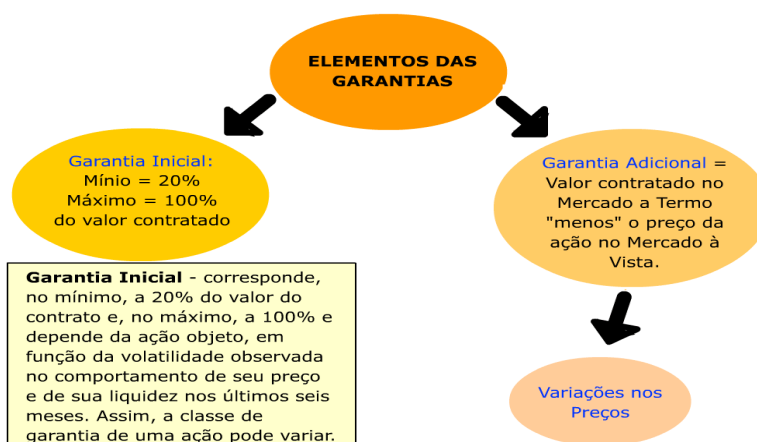 ELEMENTOS DAS
GARANTIAS
Garantia Inicial:
Mínio = 20%
Máximo = 100%
do valor contratado
Garantia Adicional =
Valor contratado no
Mercado a Termo
"menos" o preço da
ação no Mercado à
Vista.
Garantia Inicial - corresponde,
no mínimo, a 20% do valor do
contrato e, no máximo, a 100% e
depende da ação objeto, em
função da volatilidade observada
no comportamento de seu preço
e de sua liquidez nos últimos seis
meses. Assim, a classe de
garantia de uma ação pode variar.
Variações nos
Preços